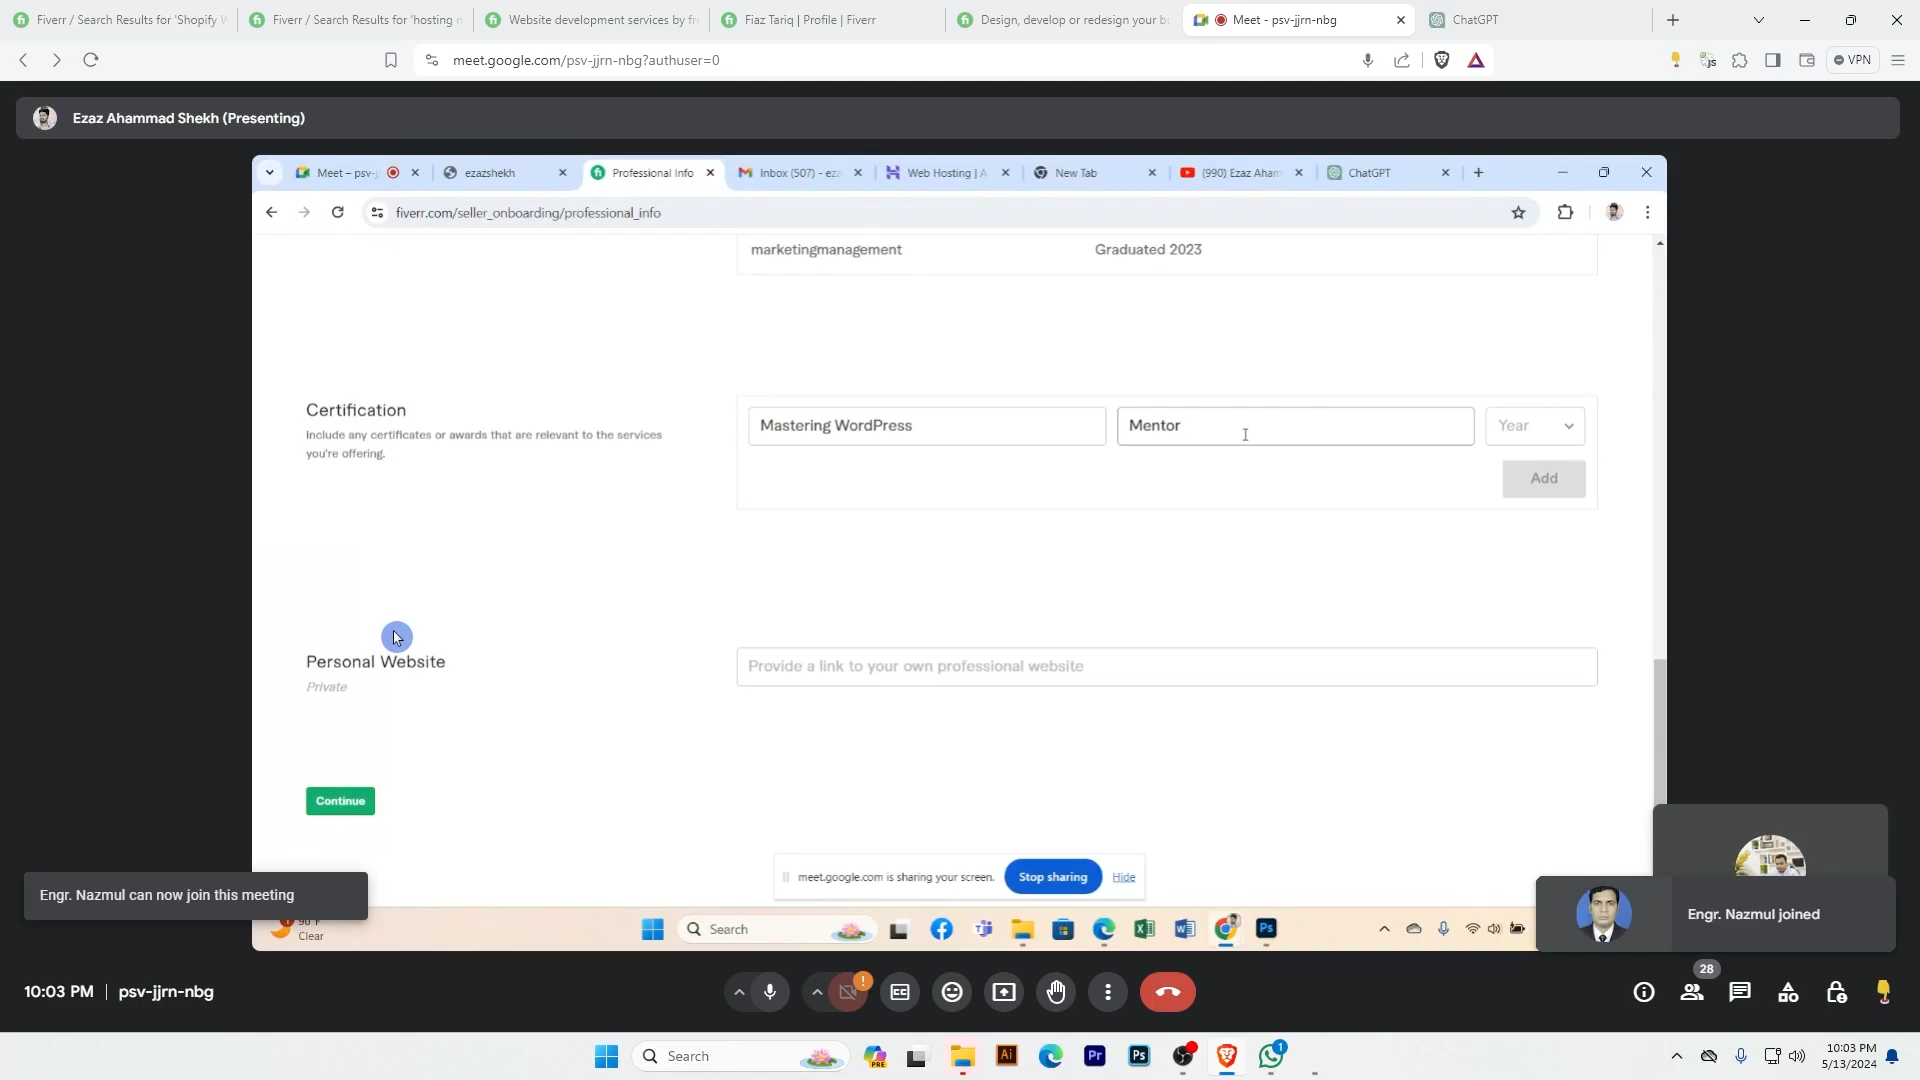 Fiverr / Search Results for 'Shopify W
Fiverr / Search Results for 'hosting m
Website development services by fr
Fiaz Tariq | Profile | Fiverr
Design, develop or redesign your bu
Meet - psv-jjrn-nbg
ChatGPT
meet.google.com/psv-jjrn-nbg?authuser=0
VPN
Ezaz Ahammad Shekh (Presenting)
Meet – psv-j
ezazshekh
Professional Info
Inbox (507) - eza
Web Hosting | A
New Tab
(990) Ezaz Aham
ChatGPT
fiverr.com/seller_onboarding/professional_info
marketingmanagement
Graduated 2023
Certification
Include any certificates or awards that are relevant to the services
you're offering.
Mastering WordPress
Mentor
Year
Add
Personal Website
Private
Provide a link to your own professional website
Continue
meet.google.com is sharing your screen.
Stop sharing
Hide
Engr. Nazmul can now join this meeting
Engr. Nazmul joined
Clear
Search
10:03 PM | psv-jjrn-nbg
28
Search
10:03 PM
5/13/2024